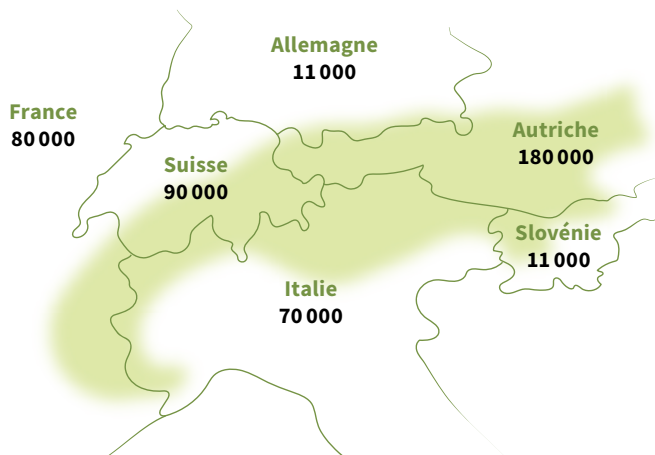 Allemagne
11 000
France
80 000
Autriche
180 000
Suisse
90 000
Slovénie
11 000
Italie
70 000